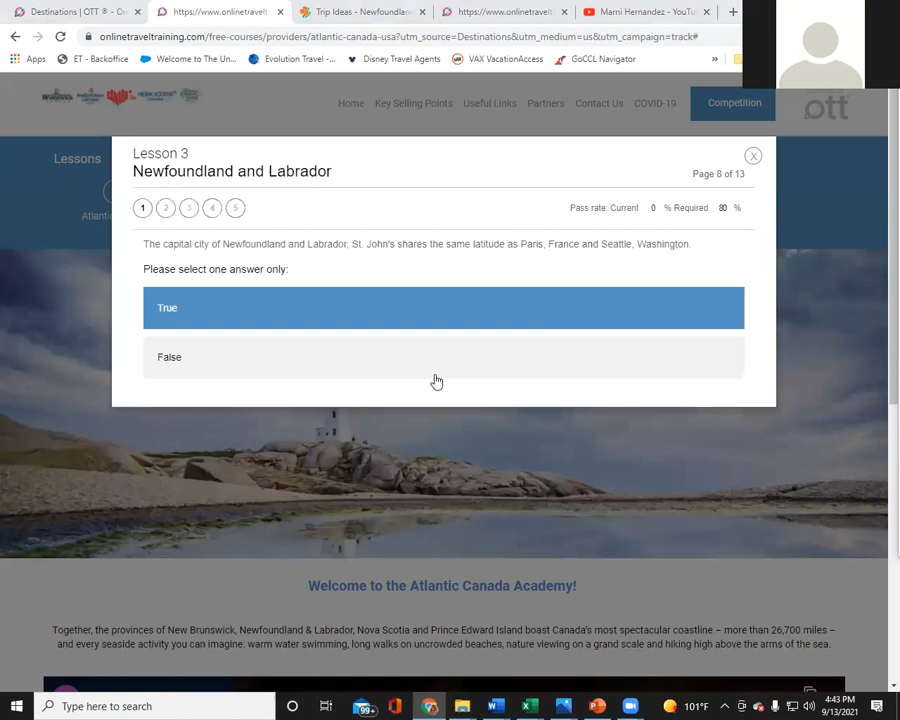 Destinations | OTT ® - On
https://www.onlinetravelt
Trip Ideas - Newfoundlan
https://www.onlinetravelt
Marni Hernandez - YouTu
onlinetraveltraining.com/free-courses/providers/atlantic-canada-usa?utm_source=Destinations&utm_medium=us&utm_campaign=track#
Apps
ET - Backoffice
Welcome to The Un...
Evolution Travel -...
Disney Travel Agents
VAX VacationAccess
GoCCL Navigator
»
Home
Key Selling Points
Useful Links
Partners
Contact Us
COVID-19
Competition
ott
Lessons
Atlanti
Lesson 3
Newfoundland and Labrador
X
Page 8 of 13
1 2 3 4 5
Pass rate: Current 0 % Required 80 %
The capital city of Newfoundland and Labrador, St. John's shares the same latitude as Paris, France and Seattle, Washington.
Please select one answer only:
True
False
Welcome to the Atlantic Canada Academy!
Together, the provinces of New Brunswick, Newfoundland & Labrador, Nova Scotia and Prince Edward Island boast Canada's most spectacular coastline – more than 26,700 miles –
and every seaside activity you can imagine: warm water swimming, long walks on uncrowded beaches, nature viewing on a grand scale and hiking high above the arms of the sea.
Type here to search
99+
101°F
4:43 PM
9/13/2021